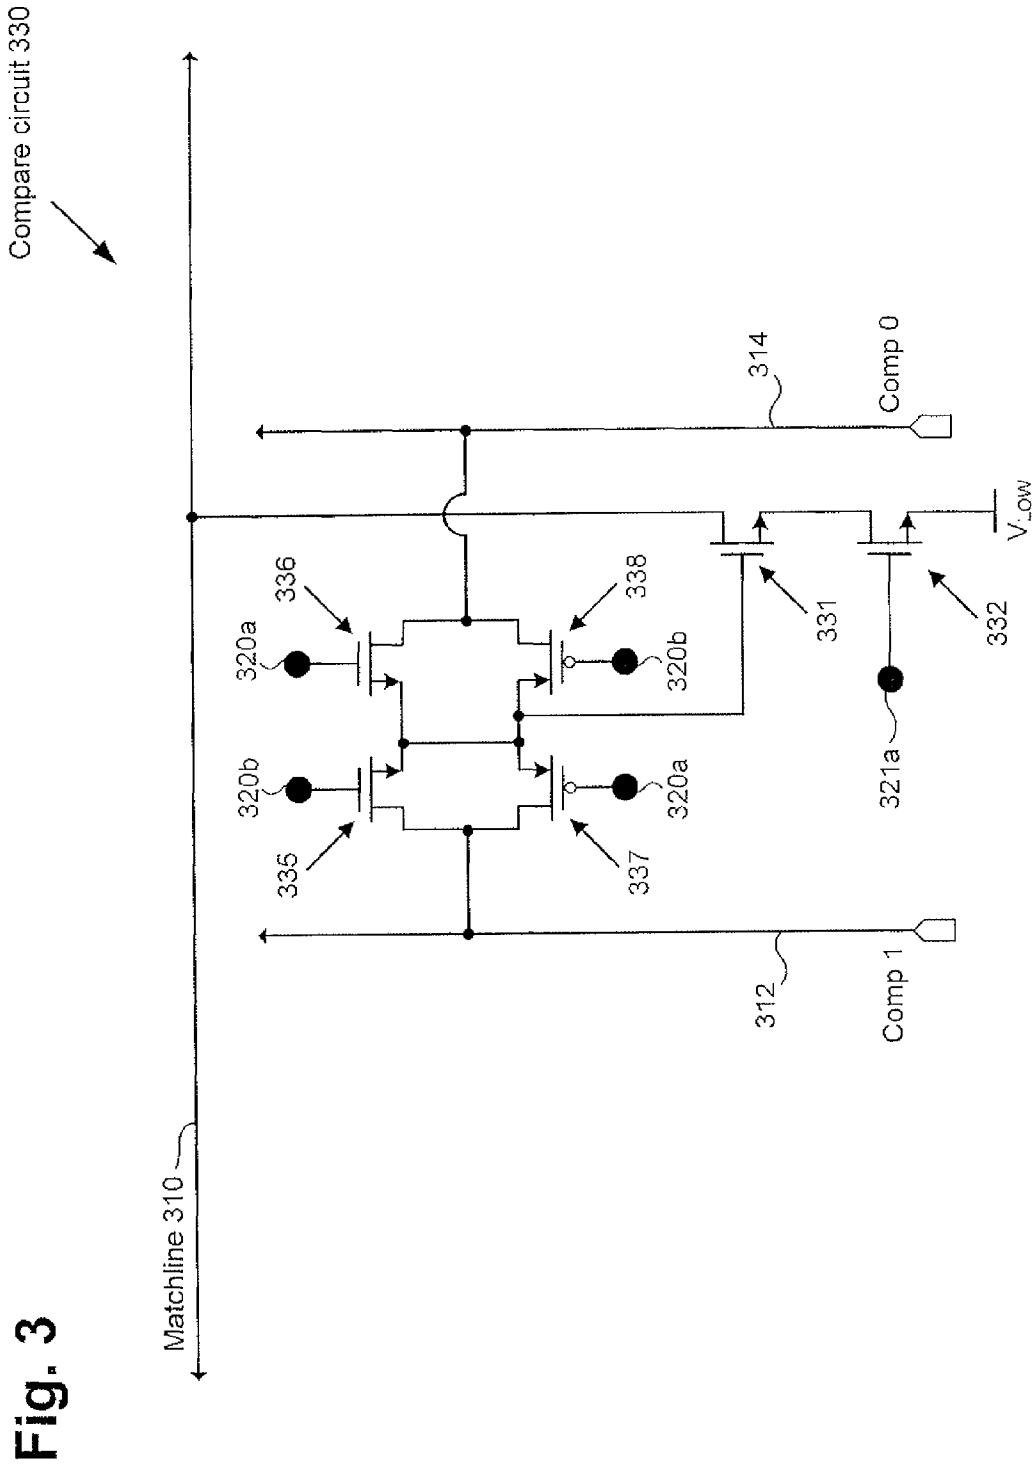 Fig. 3
Compare circuit 330
Matchline 310
320b
320a
335
336
337
338
320a
320b
312
314
331
321a
332
Comp 1
Comp 0
VLow